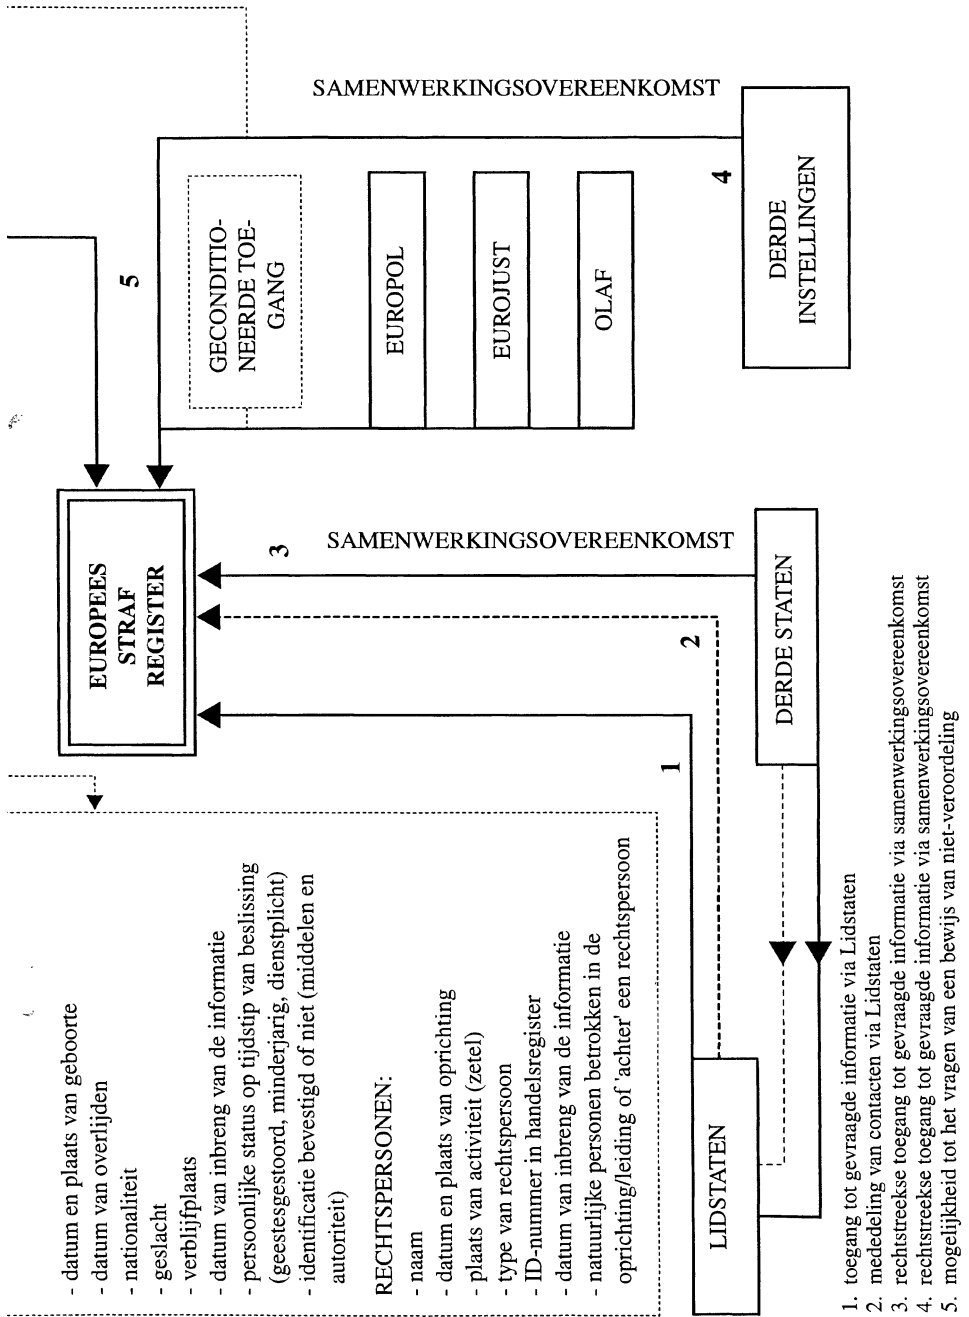 - datum en plaats van geboorte
- datum van overlijden
- nationaliteit
- geslacht
- verblijfplaats
- datum van inbreng van de informatie
- persoonlijke status op tijdstip van beslissing
(geestesgestoord, minderjarig, dienstplicht)
- identificatie bevestigd of niet (middelen en
autoriteit)
RECHTSPERSONEN:
- naam
- datum en plaats van oprichting
- plaats van activiteit (zetel)
- type van rechtspersoon
- ID-nummer in handelsregister
- datum van inbreng van de informatie
- natuurlijke personen betrokken in de
oprichting/leiding of 'achter' een rechtspersoon
EUROPEES
STRAF
REGISTER
5
GECONDITIO-
NEERDE TOE-
GANG
EUROPOL
EUROJUST
OLAF
SAMENWERKINGSOVEREENKOMST
4
DERDE
INSTELLINGEN
3
SAMENWERKINGSOVEREENKOMST
2
1
DERDE STATEN
LIDSTATEN
1. toegang tot gevraagde informatie via Lidstaten
2. mededeling van contacten via Lidstaten
3. rechtstreekse toegang tot gevraagde informatie via samenwerkingsovereenkomst
4. rechtstreekse toegang tot gevraagde informatie via samenwerkingsovereenkomst
5. mogelijkheid tot het vragen van een bewijs van niet-veroordeling